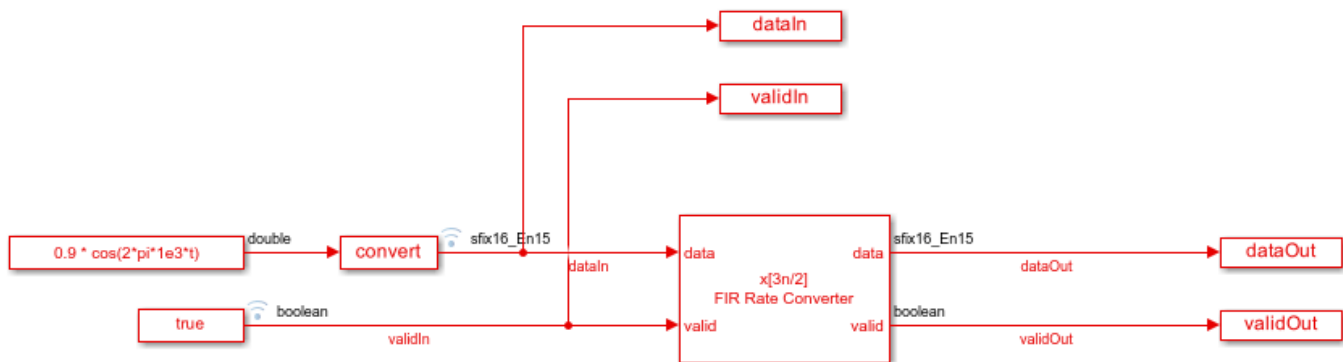 dataIn
validIn
0.9 * cos(2*pi*1e3*t)
double
convert
sfix16_En15
dataIn
data
data
sfix16_En15
dataOut
dataOut
x[3n/2]
FIR Rate Converter
true
boolean
validIn
valid
valid
boolean
validOut
validOut